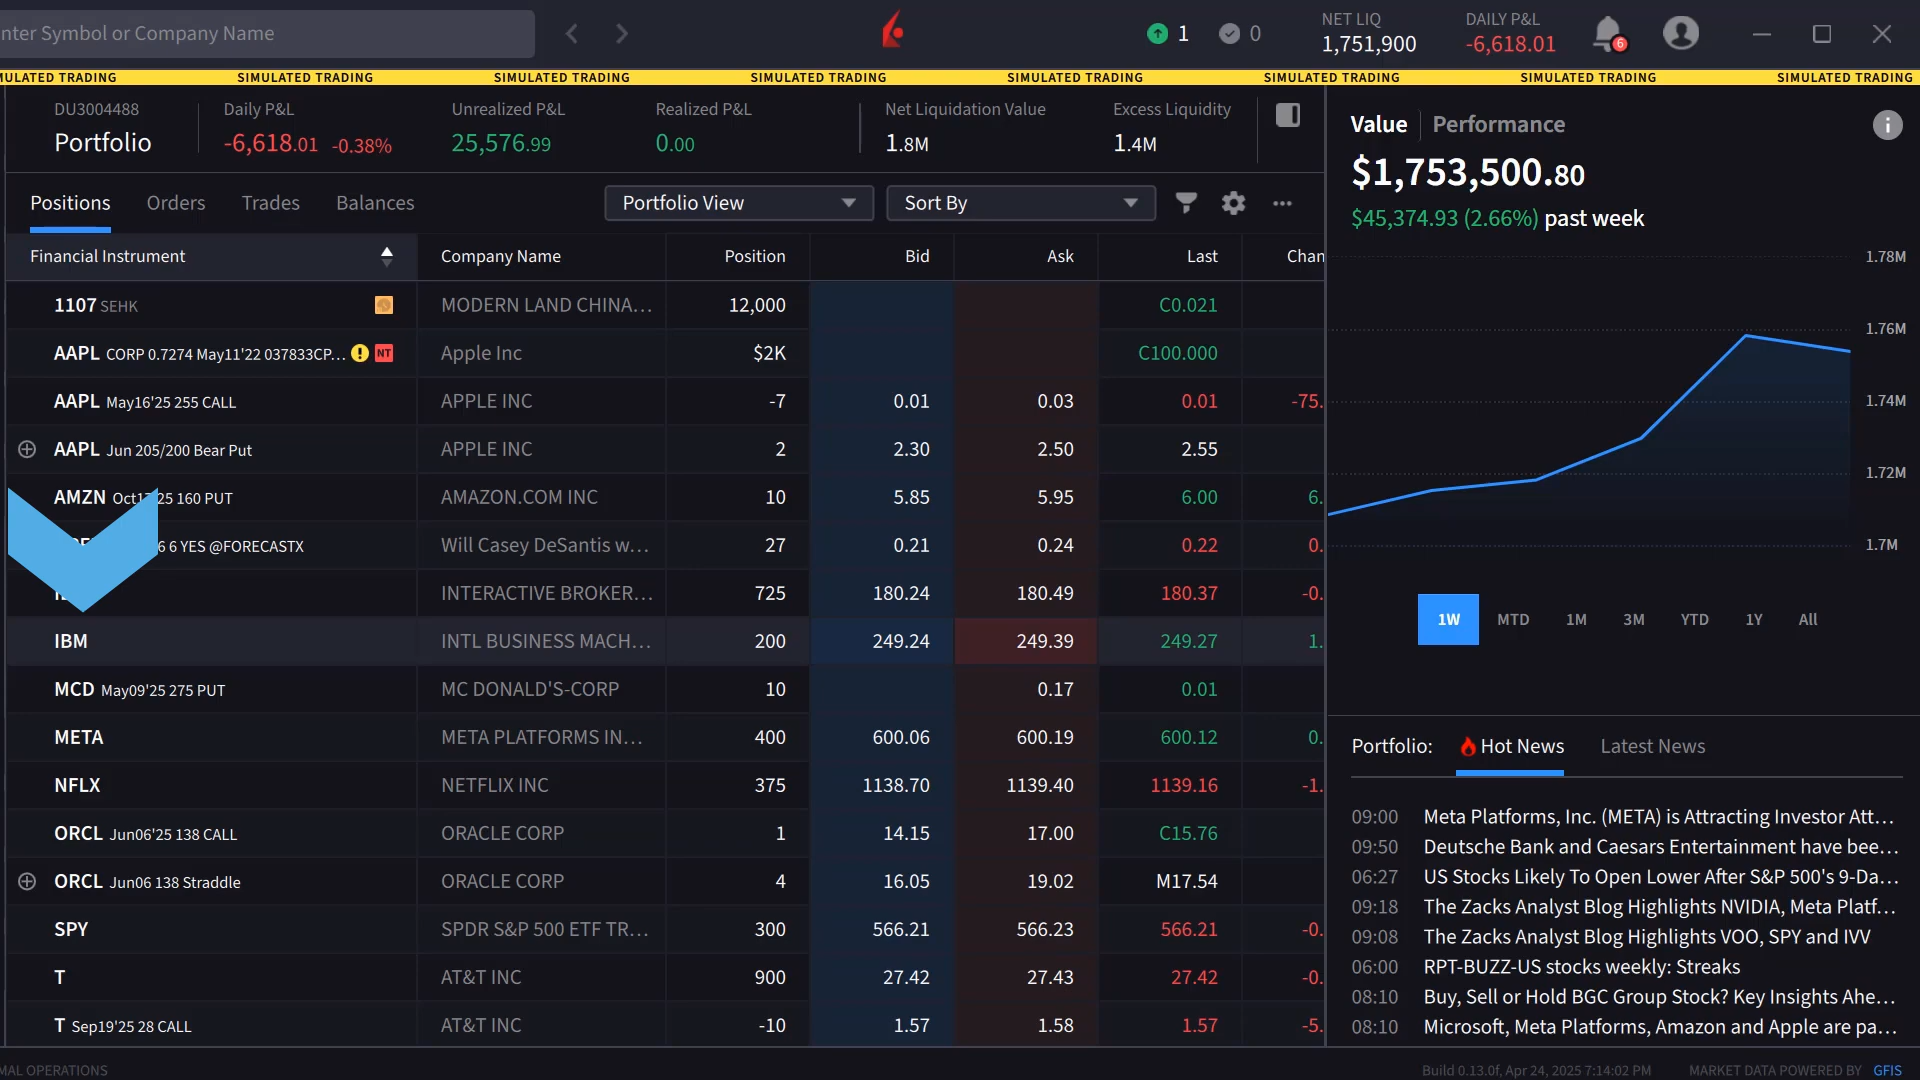 nter Symbol or Company Name
1
0
NET LIQ
1,751,900
DAILY P&L
-6,618.01
6
ULATED TRADING SIMULATED TRADING SIMULATED TRADING SIMULATED TRADING SIMULATED TRADING SIMULATED TRADING SIMULATED TRADING SIMULATED TRADING
DU3004488
Portfolio
Daily P&L
-6,618.01 -0.38%
Unrealized P&L
25,576.99
Realized P&L
0.00
Net Liquidation Value
1.8M
Excess Liquidity
1.4M
Positions Orders Trades Balances
Portfolio View
Sort By
Financial Instrument Company Name Position Bid Ask Last Chan
1107 SEHK MODERN LAND CHINA... 12,000 C0.021
AAPL CORP 0.7274 May11'22 037833CP... ! NT Apple Inc $2K C100.000
AAPL May16'25 255 CALL APPLE INC -7 0.01 0.03 0.01 -75.
AAPL Jun 205/200 Bear Put APPLE INC 2 2.30 2.50 2.55
AMZN Oct 25 160 PUT AMAZON.COM INC 10 5.85 5.95 6.00 6.
6 6 YES @FORECASTX Will Casey DeSantis w... 27 0.21 0.24 0.22 0.
INTERACTIVE BROKER... 725 180.24 180.49 180.37 -0.
IBM INTL BUSINESS MACH... 200 249.24 249.39 249.27 1.
MCD May09'25 275 PUT MC DONALD'S-CORP 10 0.17 0.01
META META PLATFORMS IN... 400 600.06 600.19 600.12 0.
NFLX NETFLIX INC 375 1138.70 1139.40 1139.16 -1.
ORCL Jun06'25 138 CALL ORACLE CORP 1 14.15 17.00 C15.76
ORCL Jun06 138 Straddle ORACLE CORP 4 16.05 19.02 M17.54
SPY SPDR S&P 500 ETF TR... 300 566.21 566.23 566.21 -0.
T AT&T INC 900 27.42 27.43 27.42 -0.
T Sep19'25 28 CALL AT&T INC -10 1.57 1.58 1.57 -5.
Value Performance
i
$1,753,500.80
$45,374.93 (2.66%) past week
1.78M
1.76M
1.74M
1.72M
1.7M
1W MTD 1M 3M YTD 1Y All
Portfolio: Hot News Latest News
09:00 Meta Platforms, Inc. (META) is Attracting Investor Att...
09:50 Deutsche Bank and Caesars Entertainment have bee...
06:27 US Stocks Likely To Open Lower After S&P 500's 9-Da...
09:18 The Zacks Analyst Blog Highlights NVIDIA, Meta Platf...
09:08 The Zacks Analyst Blog Highlights VOO, SPY and IVV
06:00 RPT-BUZZ-US stocks weekly: Streaks
08:10 Buy, Sell or Hold BGC Group Stock? Key Insights Ahe...
08:10 Microsoft, Meta Platforms, Amazon and Apple are pa...
MAL OPERATIONS
Build 0.13.0f, Apr 24, 2025 7:14:02 PM
MARKET DATA POWERED BY GFIS